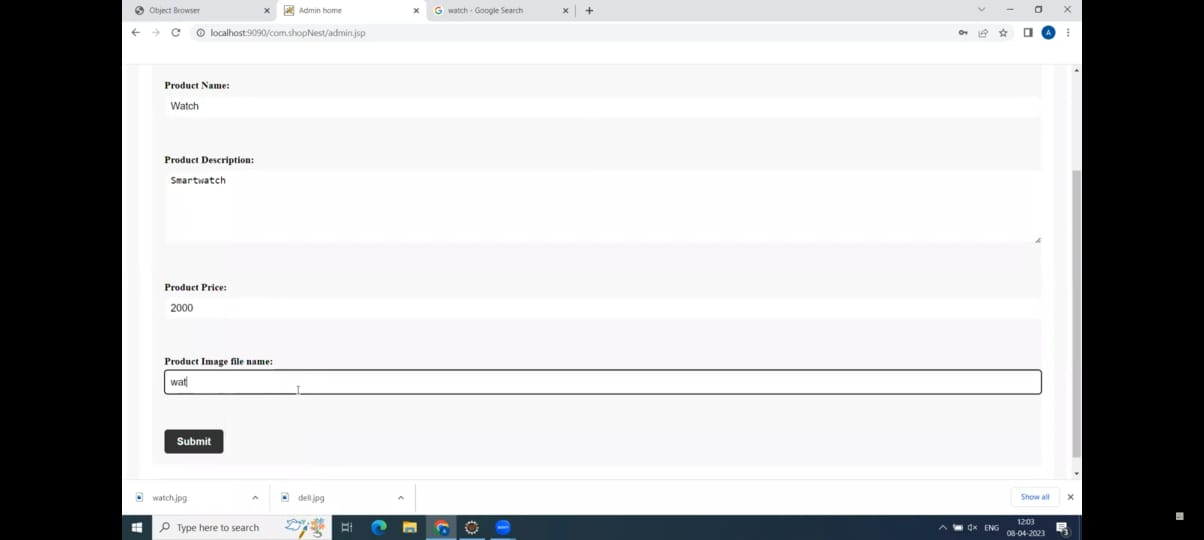 Object Browser
Admin home
watch - Google Search
localhost:9090/com.shopNest/admin.jsp
A
Product Name:
Watch
Product Description:
Smartwatch
Product Price:
2000
Product Image file name:
wat
Submit
watch.jpg
dell.jpg
Show all
Type here to search
ENG
12:03
08-04-2023
3